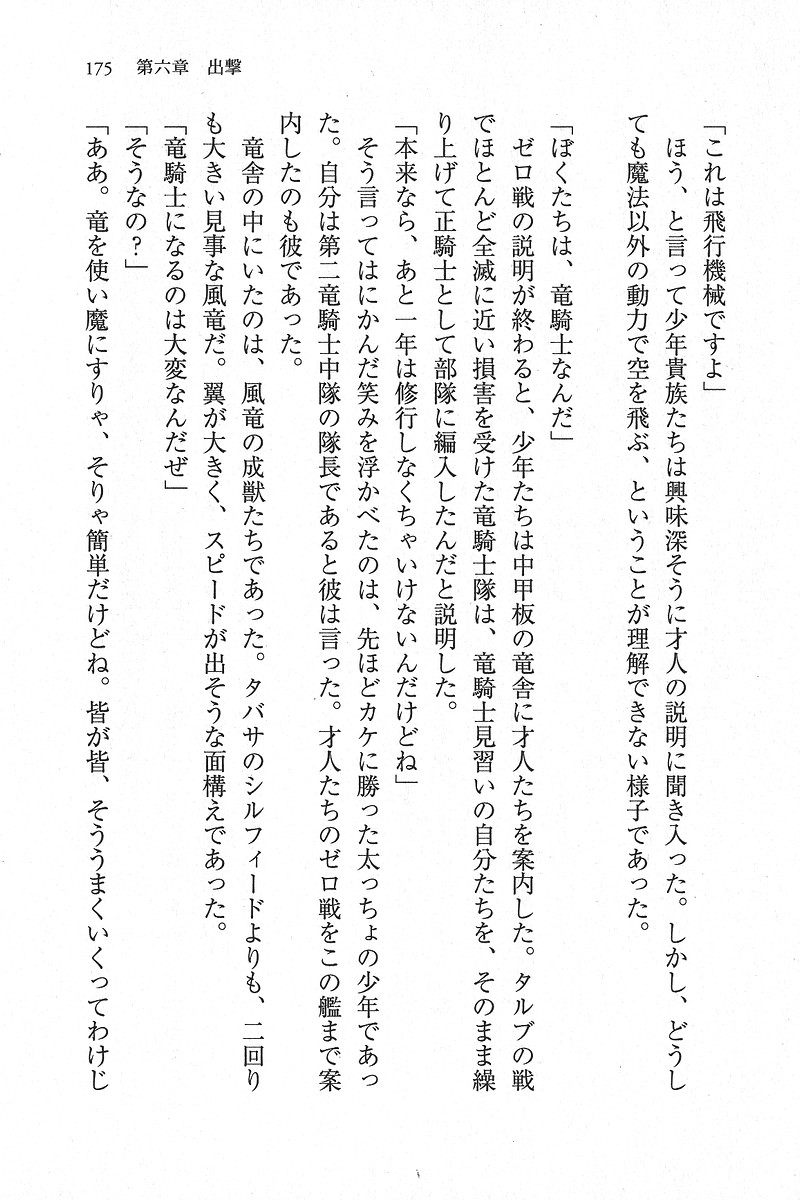 175　第六章　出撃
「これは飛行機械ですよ」
　ほう、と言って少年貴族たちは興味深そうに才人の説明に聞き入った。しかし、どうし
ても魔法以外の動力で空を飛ぶ、ということが理解できない様子であった。
「ぼくたちは、竜騎士なんだ」
　ゼロ戦の説明が終わると、少年たちは中甲板の竜舎に才人たちを案内した。タルブの戦
でほとんど全滅に近い損害を受けた竜騎士隊は、竜騎士見習いの自分たちを、そのまま繰
り上げて正騎士として部隊に編入したんだと説明した。
「本来なら、あと一年は修行しなくちゃいけないんだけどね」
　そう言ってはにかんだ笑みを浮かべたのは、先ほどカケに勝った太っちょの少年であっ
た。自分は第二竜騎士中隊の隊長であると彼は言った。才人たちのゼロ戦をこの艦まで案
内したのも彼であった。
　竜舎の中にいたのは、風竜の成獣たちであった。タバサのシルフィードよりも、二回り
も大きい見事な風竜だ。翼が大きく、スピードが出そうな面構えであった。
「竜騎士になるのは大変なんだぜ」
「そうなの？」
「ああ。竜を使い魔にすりゃ、そりゃ簡単だけどね。皆が皆、そううまくいくってわけじ